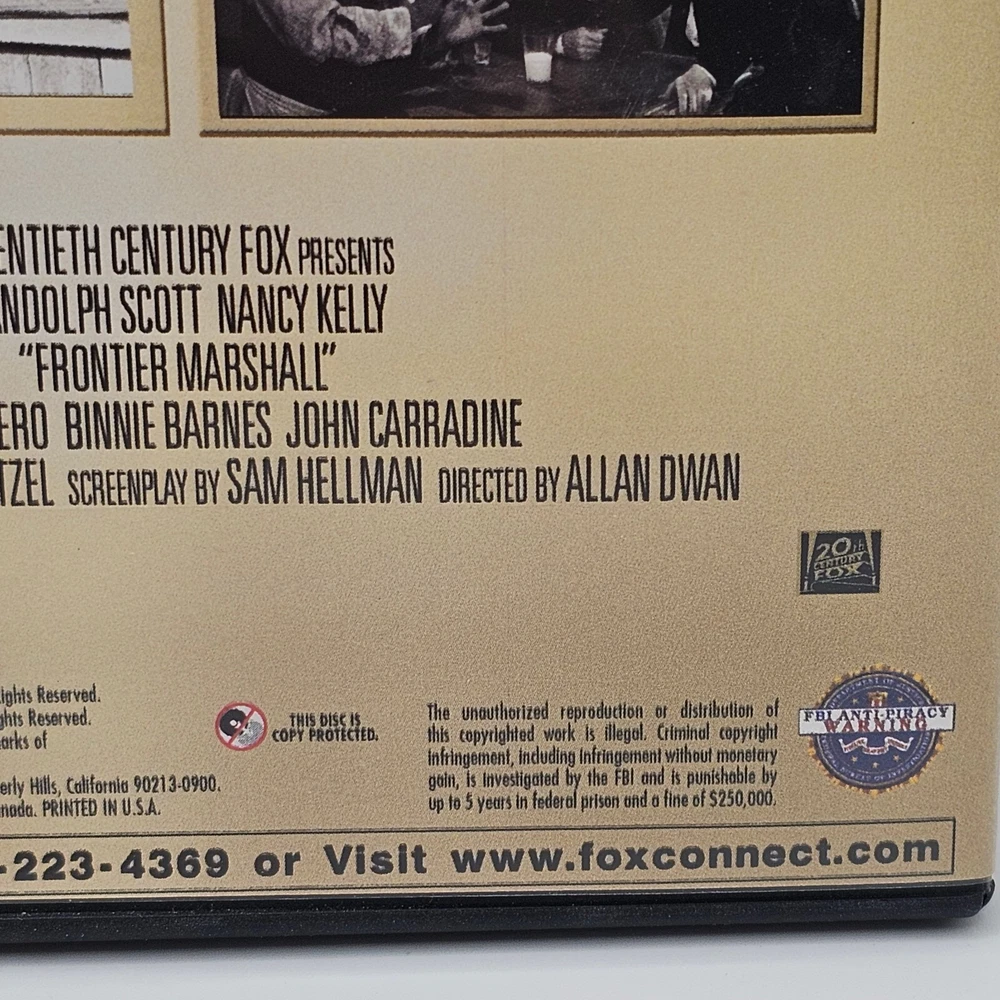 ENTIETH CENTURY FOX PRESENTS
NDOLPH SCOTT NANCY KELLY
"FRONTIER MARSHALL"
ERO BINNIE BARNES JOHN CARRADINE
TZEL SCREENPLAY BY SAM HELLMAN DIRECTED BY ALLAN DWAN
20th
CENTURY
FOX
ights Reserved.
ghts Reserved.
arks of
erly Hills, California 90213-0900.
nada. PRINTED IN U.S.A.
THIS DISC IS
COPY PROTECTED.
The unauthorized reproduction or distribution of
this copyrighted work is illegal. Criminal copyright
infringement, including infringement without monetary
gain, is investigated by the FBI and is punishable by
up to 5 years in federal prison and a fine of $250,000.
FBI ANTI-PIRACY
WARNING
-223-4369 or Visit www.foxconnect.com